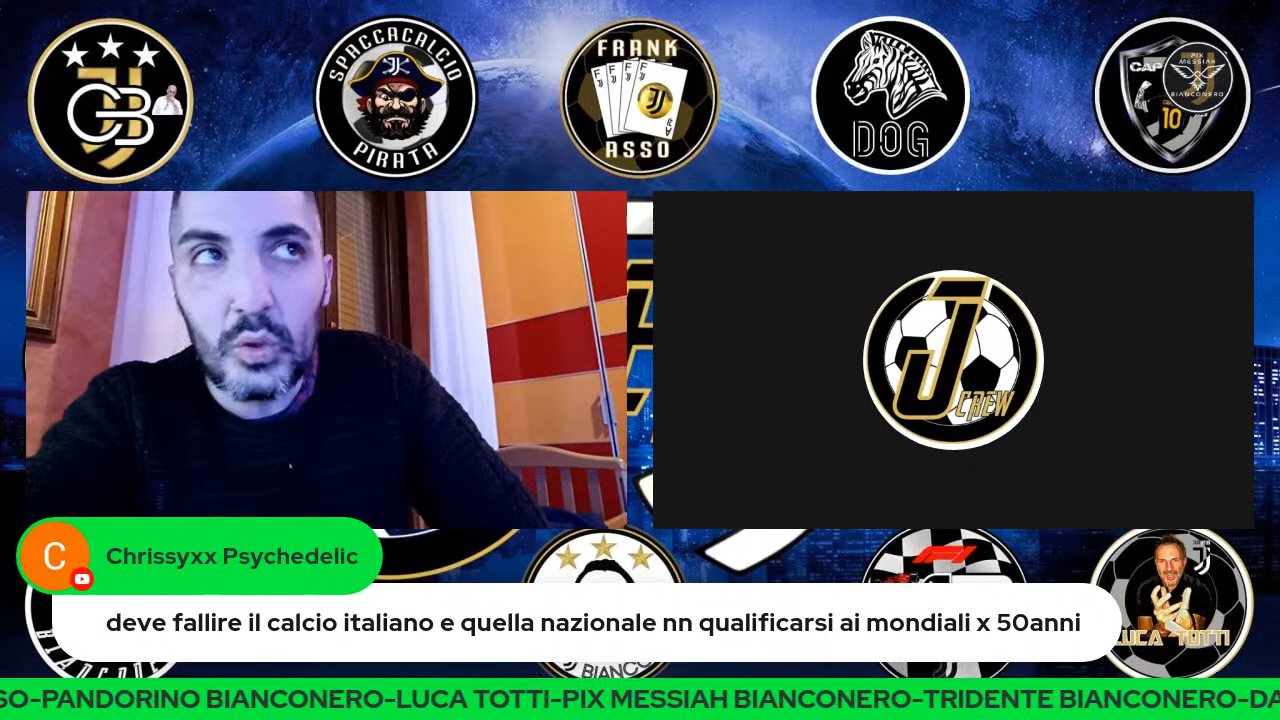 CB
SPACCACALCIO
PIRATA
FRANK
F F F F
ASSO
DOG
CAP
10
PIX
MESSIAH
BIANCONERO
J
CREW
C
Chrissyxx Psychedelic
deve fallire il calcio italiano e quella nazionale nn qualificarsi ai mondiali x 50anni
BIANCO
LUCA TOTTI
SO-PANDORINO BIANCONERO-LUCA TOTTI-PIX MESSIAH BIANCONERO-TRIDENTE BIANCONERO-DA